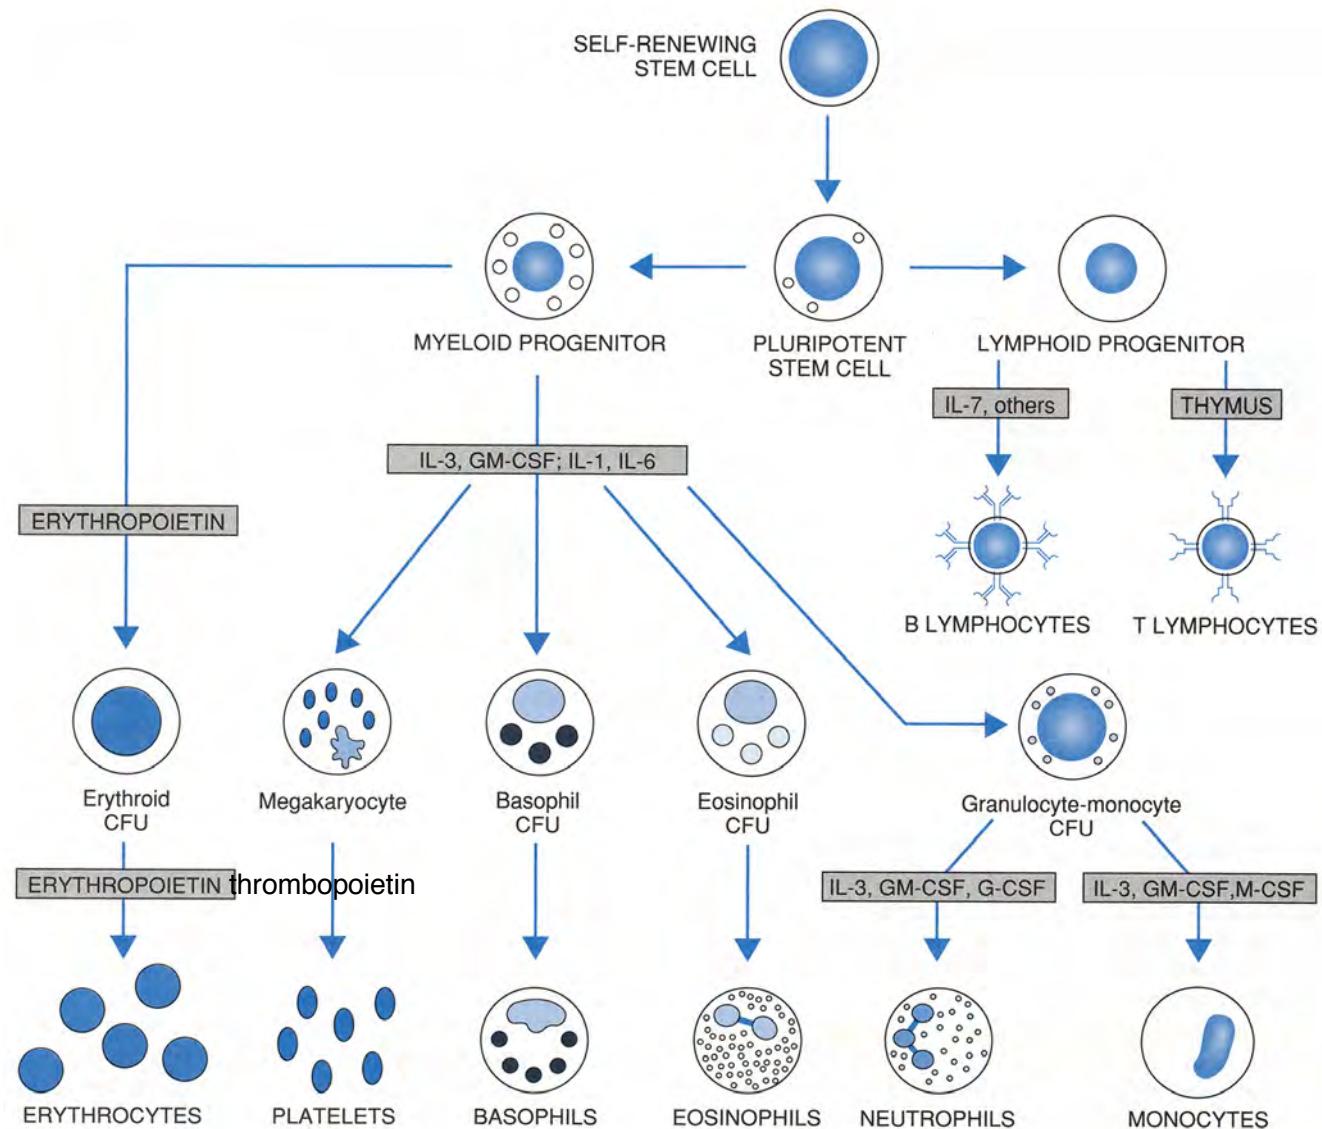 SELF-RENEWING
STEM CELL
MYELOID PROGENITOR
PLURIPOTENT
STEM CELL
LYMPHOID PROGENITOR
IL-7, others
THYMUS
IL-3, GM-CSF; IL-1, IL-6
ERYTHROPOIETIN
B LYMPHOCYTES
T LYMPHOCYTES
Erythroid
CFU
Megakaryocyte
Basophil
CFU
Eosinophil
CFU
Granulocyte-monocyte
CFU
ERYTHROPOIETIN
thrombopoietin
IL-3, GM-CSF, G-CSF
IL-3, GM-CSF,M-CSF
ERYTHROCYTES
PLATELETS
BASOPHILS
EOSINOPHILS
NEUTROPHILS
MONOCYTES